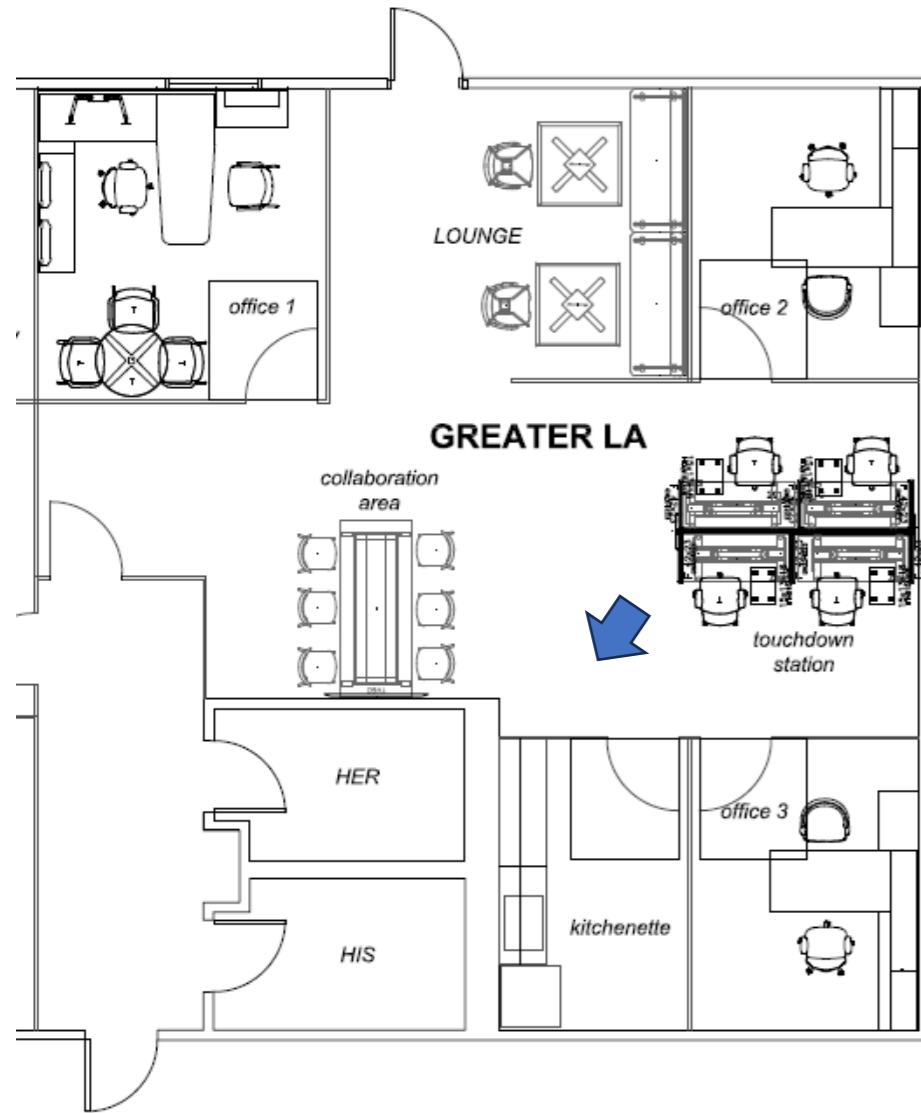 LOUNGE
office 1
office 2
GREATER LA
collaboration
area
touchdown
station
HER
office 3
kitchenette
HIS